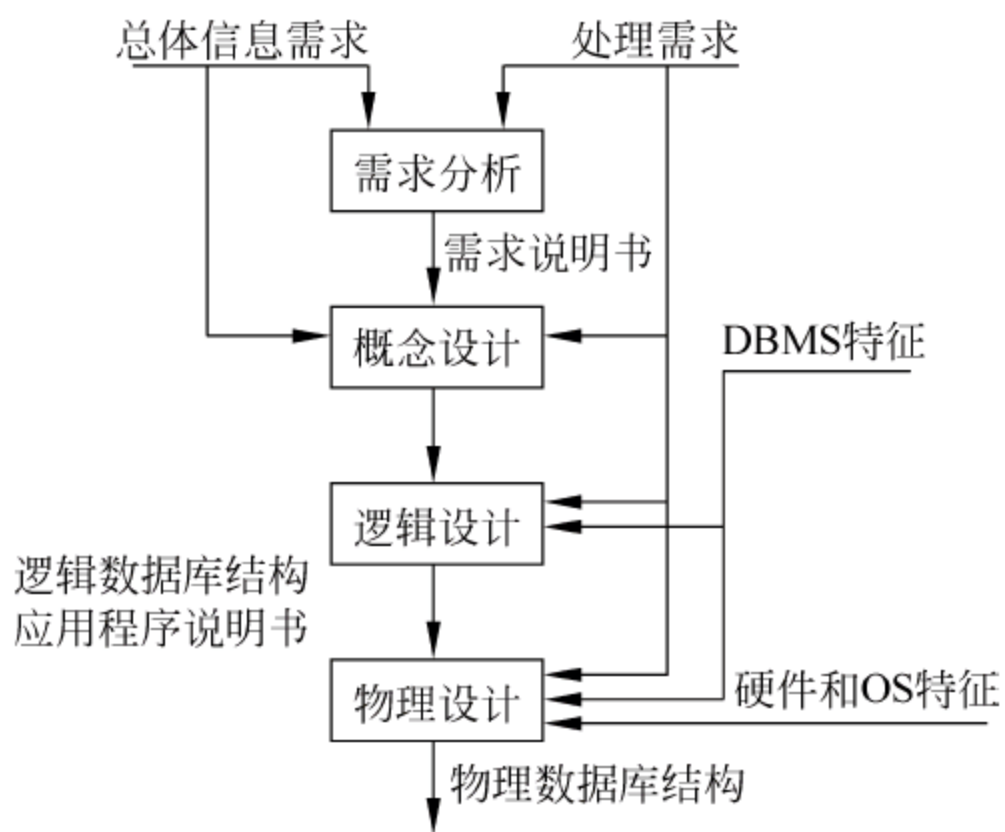 总体信息需求
处理需求
需求分析
需求说明书
概念设计
DBMS特征
逻辑设计
逻辑数据库结构
应用程序说明书
物理设计
硬件和OS特征
物理数据库结构